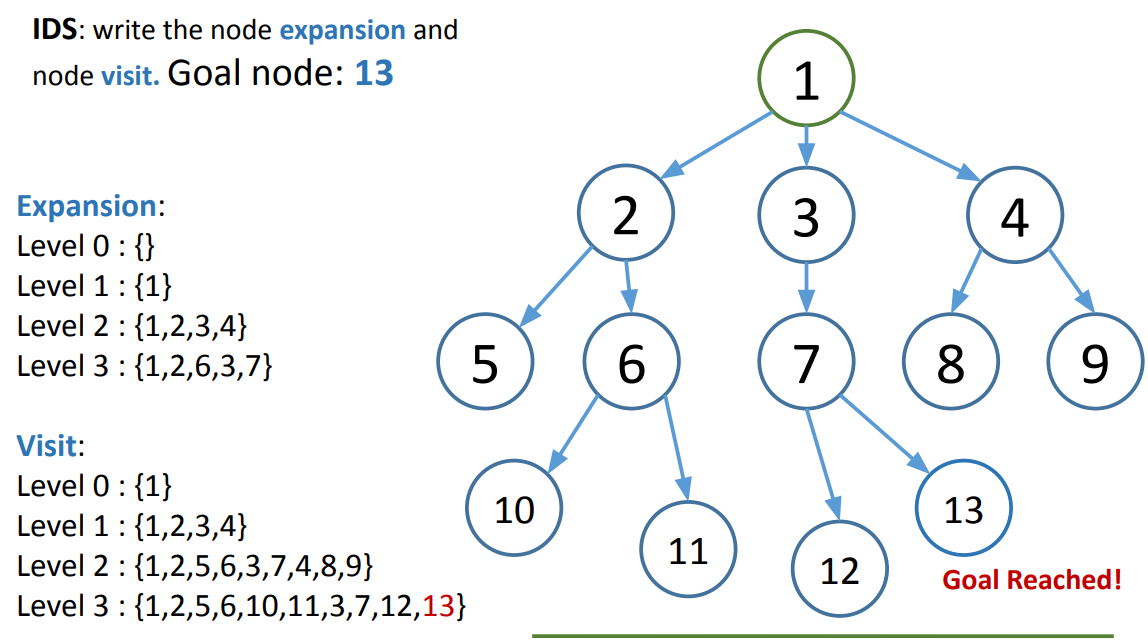 IDS: write the node expansion and
node visit. Goal node: 13
Expansion:
Level 0 : {}
Level 1 : {1}
Level 2 : {1,2,3,4}
Level 3 : {1,2,6,3,7}
Visit:
Level 0 : {1}
Level 1 : {1,2,3,4}
Level 2 : {1,2,5,6,3,7,4,8,9}
Level 3 : {1,2,5,6,10,11,3,7,12,13}
1
2 3 4
5 6 7 8 9
10 11 12 13
Goal Reached!